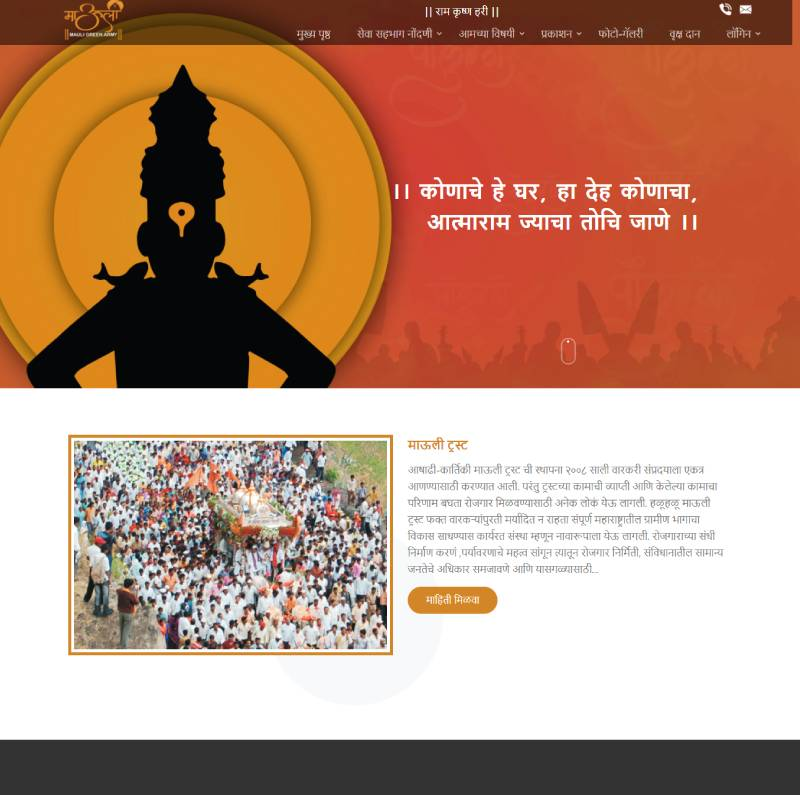 || राम कृष्ण हरी ||
माऊली
|| MAULI GREEN ARMY ||
मुख्य पृष्ठ सेवा सहभाग नोंदणी आमच्या विषयी प्रकाशन फोटो-गॅलरी वृक्ष दान लॉगिन
।। कोणाचे हे घर, हा देह कोणाचा,
आत्माराम ज्याचा तोचि जाणे ।।
माऊली ट्रस्ट
आषाढी-कार्तिकी माऊली ट्रस्ट ची स्थापना २००८ साली वारकरी संप्रदयाला एकत्र
आणण्यासाठी करण्यात आली. परंतु ट्रस्टच्या कामाची व्याप्ती आणि केलेल्या कामाचा
परिणाम बघता रोजगार मिळवण्यासाठी अनेक लोकं येऊ लागली. हळूहळू माऊली
ट्रस्ट फक्त वारकऱ्यांपुरती मर्यादित न राहता संपूर्ण महाराष्ट्रातील ग्रामीण भागाचा
विकास साधण्यास कार्यरत संस्था म्हणून नावारूपाला येऊ लागली. रोजगाराच्या संधी
निर्माण करणं ,पर्यावरणाचे महत्व सांगून त्यातून रोजगार निर्मिती, संविधानातील सामान्य
जनतेचे अधिकार समजावणे आणि यासगळ्यासाठी...
माहिती मिळवा